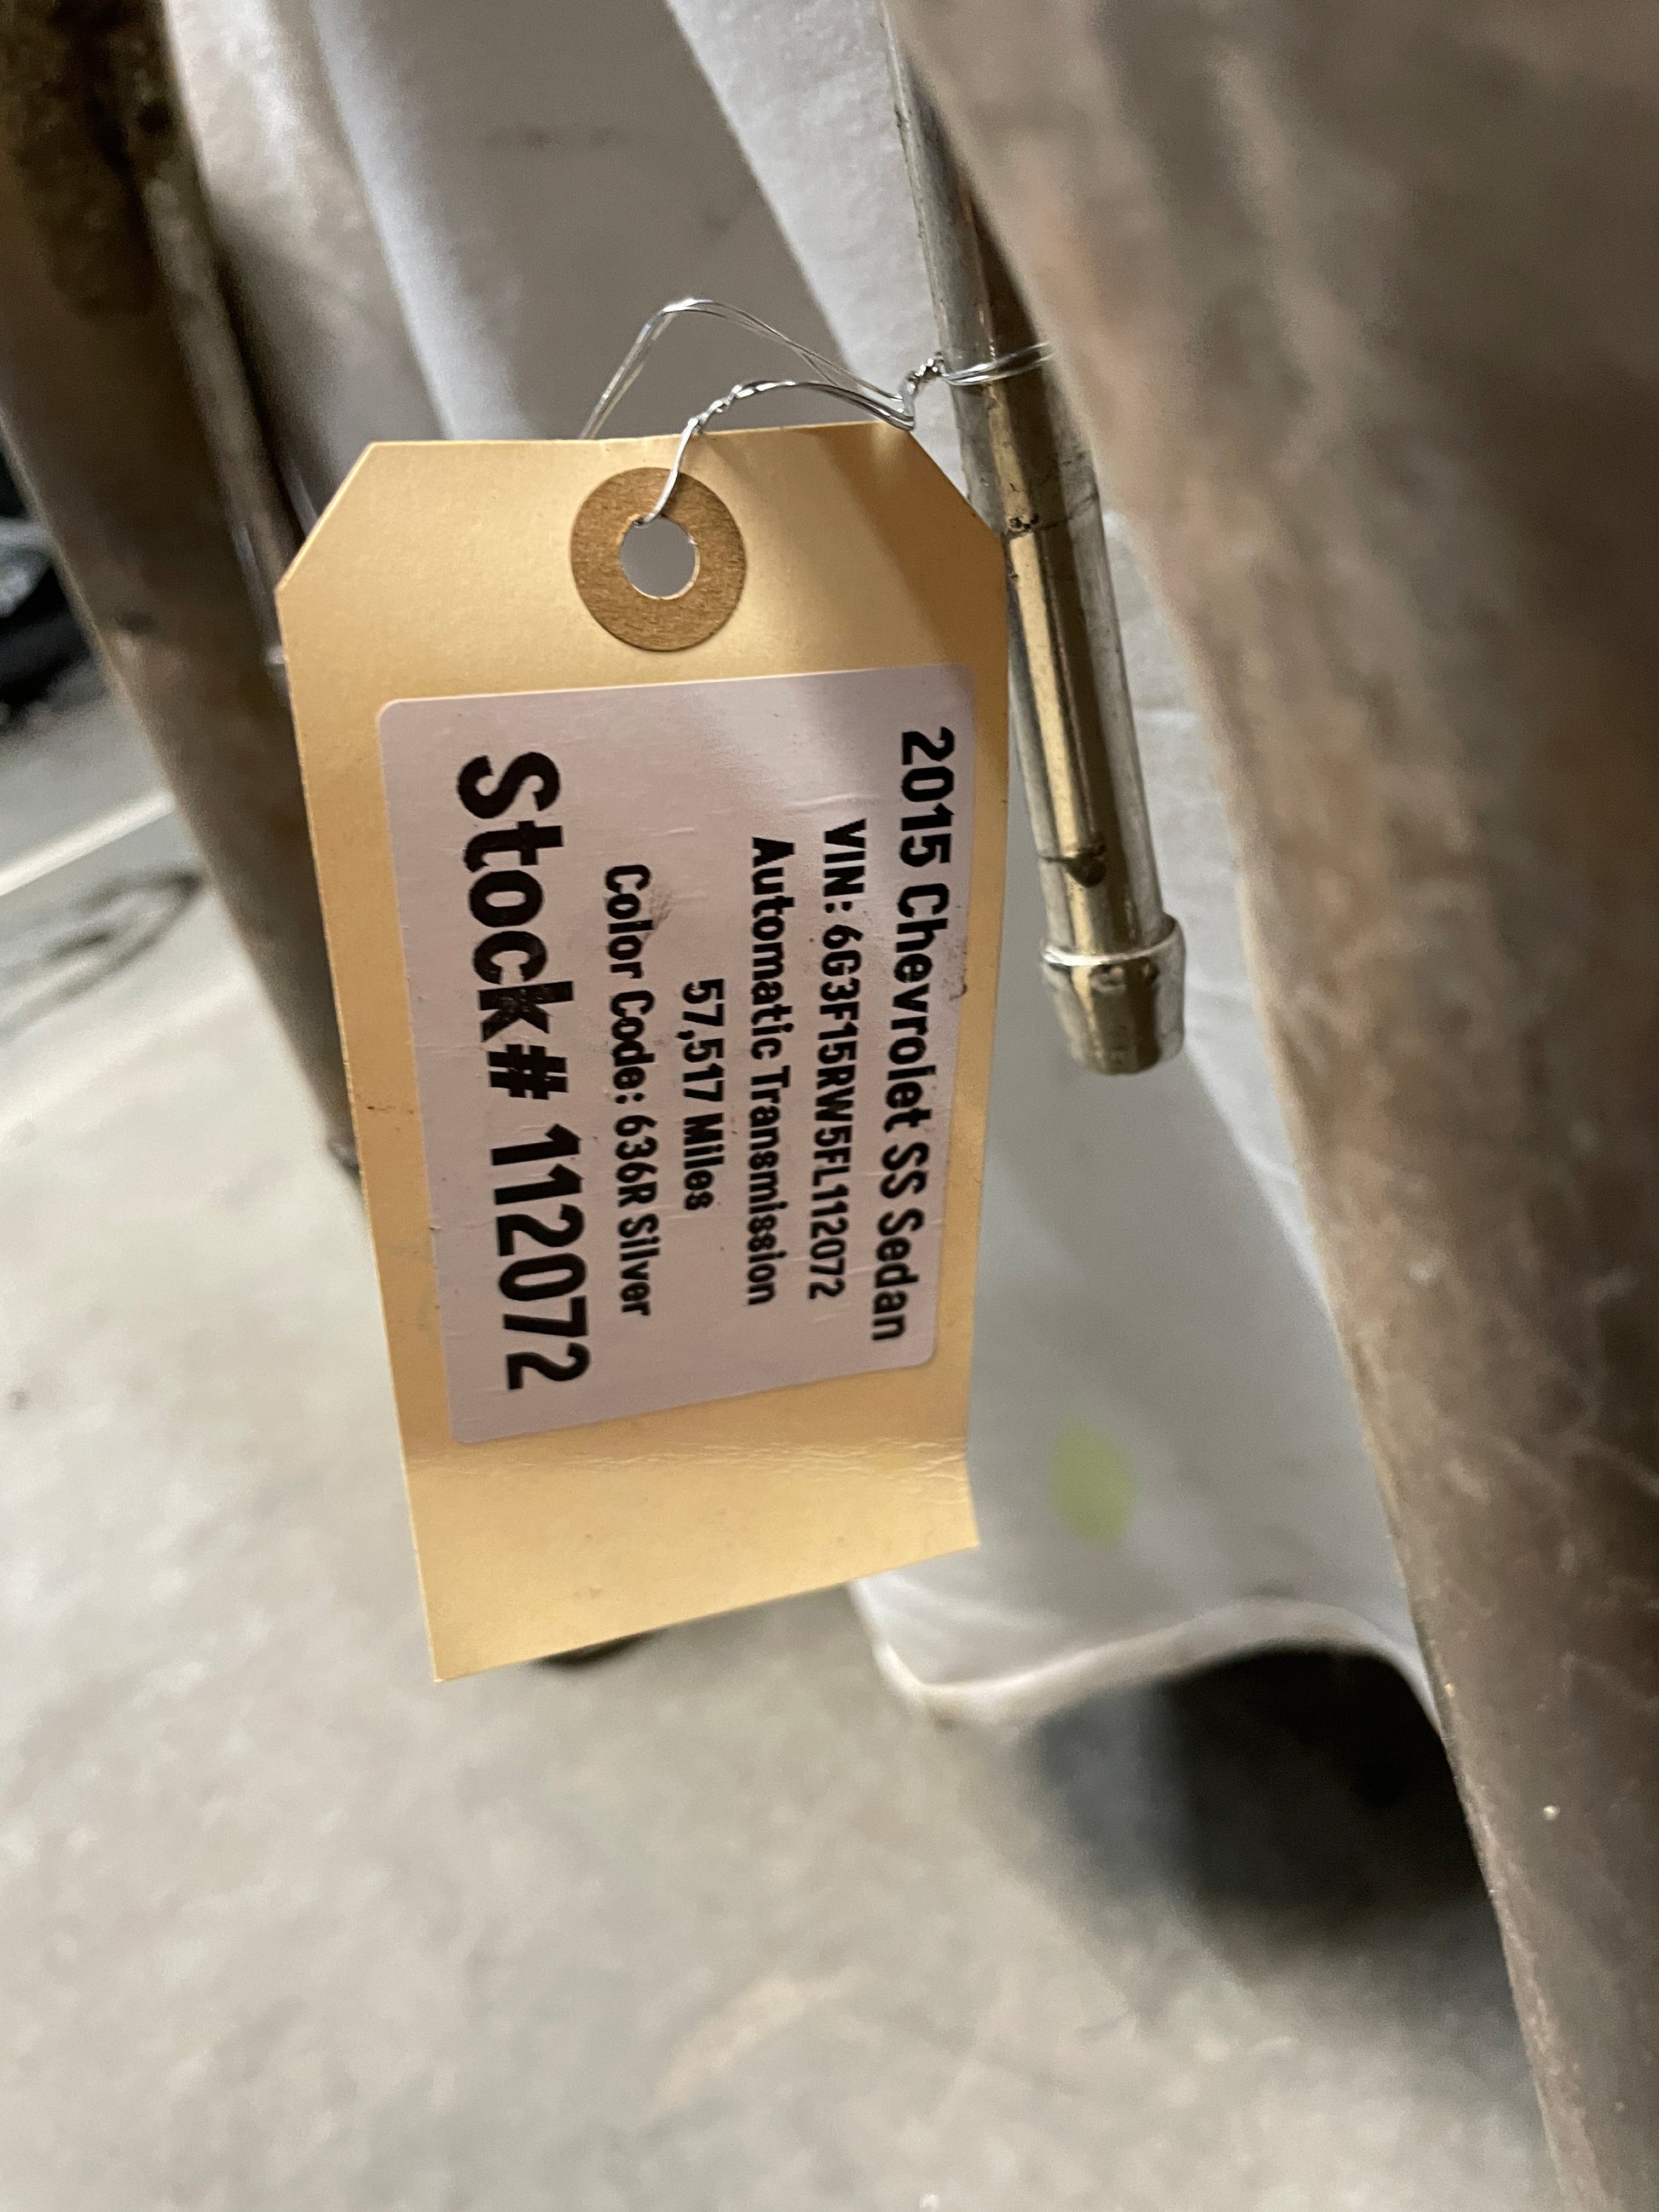 2015 Chevrolet SS Sedan
VIN: 6G3F15RW5FL112072
Automatic Transmission
57,517 Miles
Color Code: 636R Silver
Stock# 112072